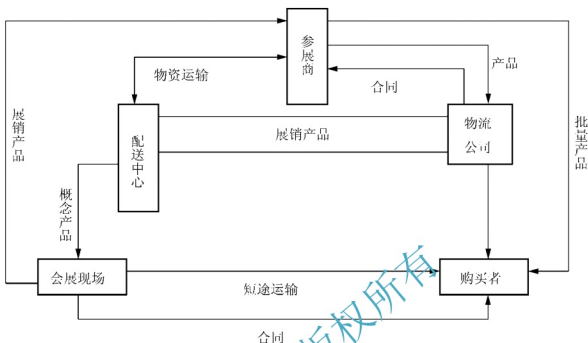 参展商
物资运输
产品
合同
展销产品
配送中心
展销产品
物流
公司
批量产品
概念产品
会展现场
短途运输
购买者
合同
版权所有